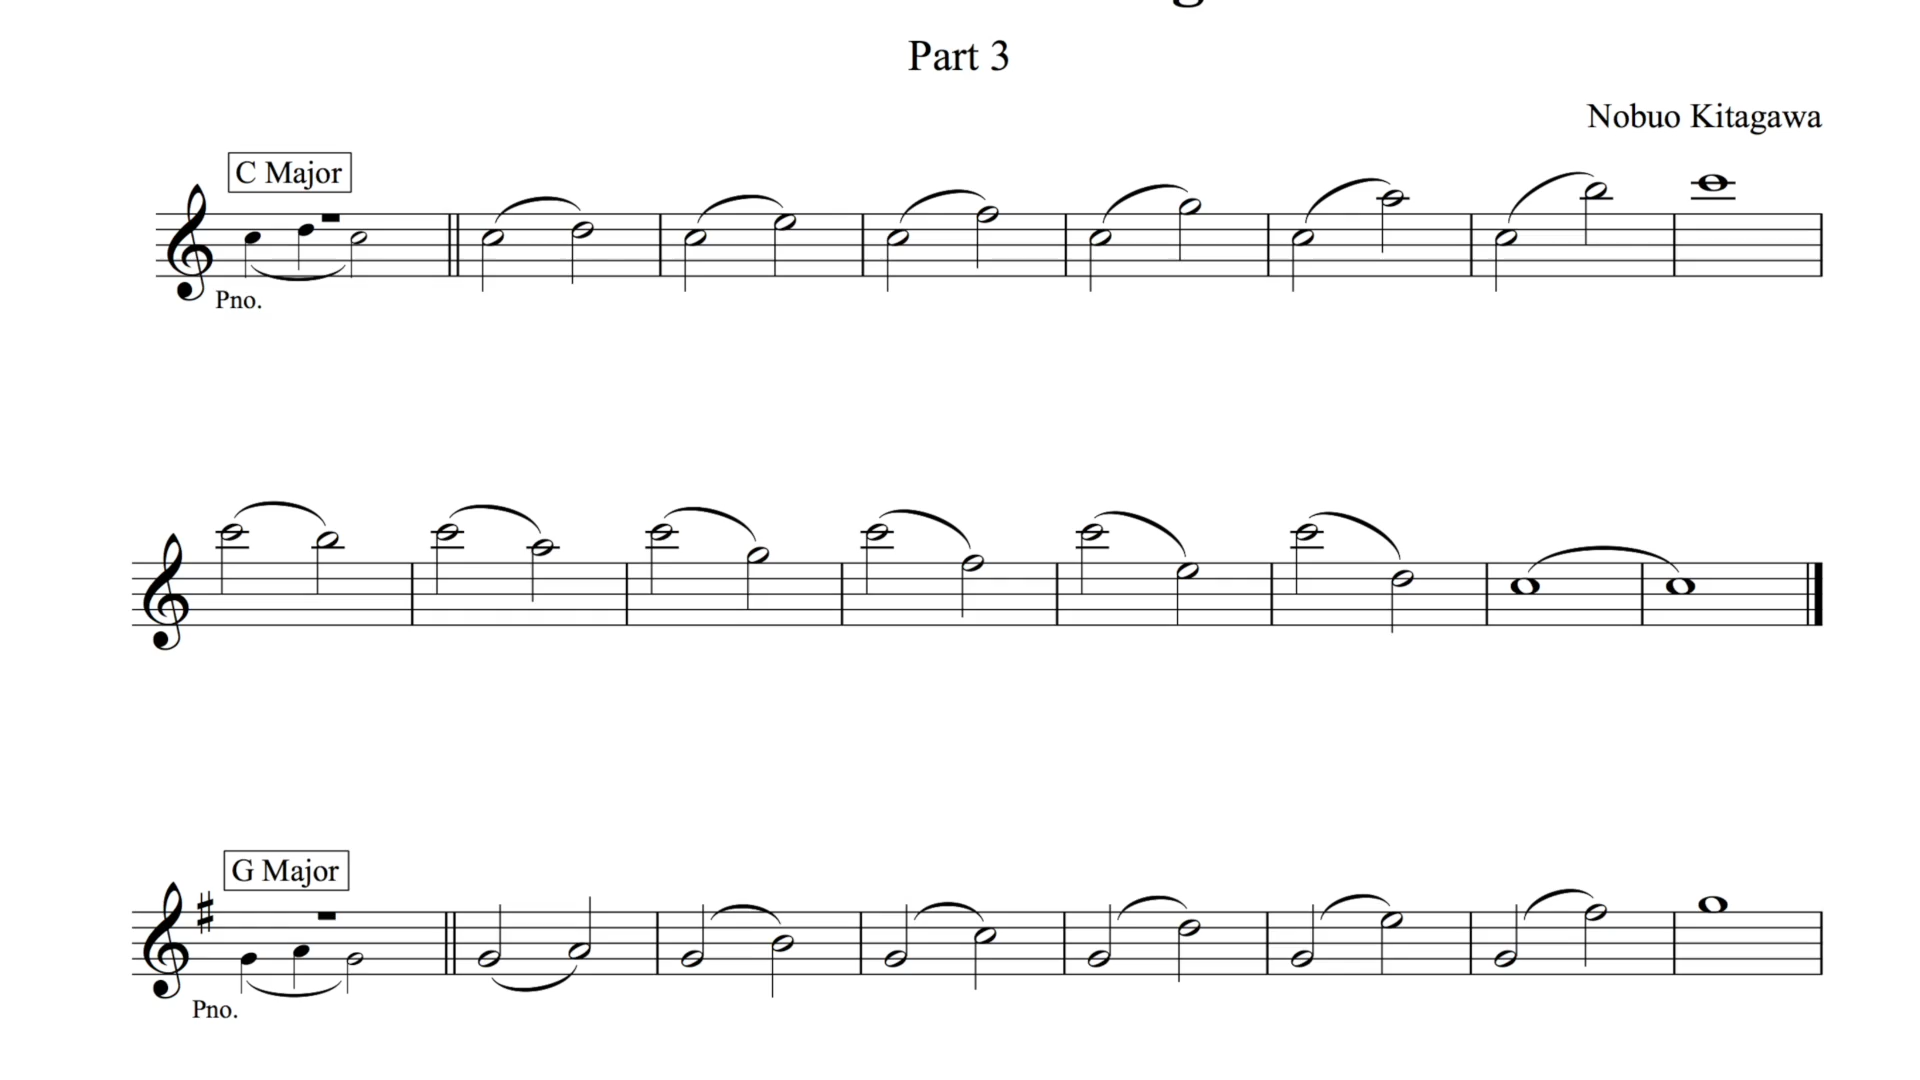 Part 3
Nobuo Kitagawa
C Major
Pno.
G Major
Pno.